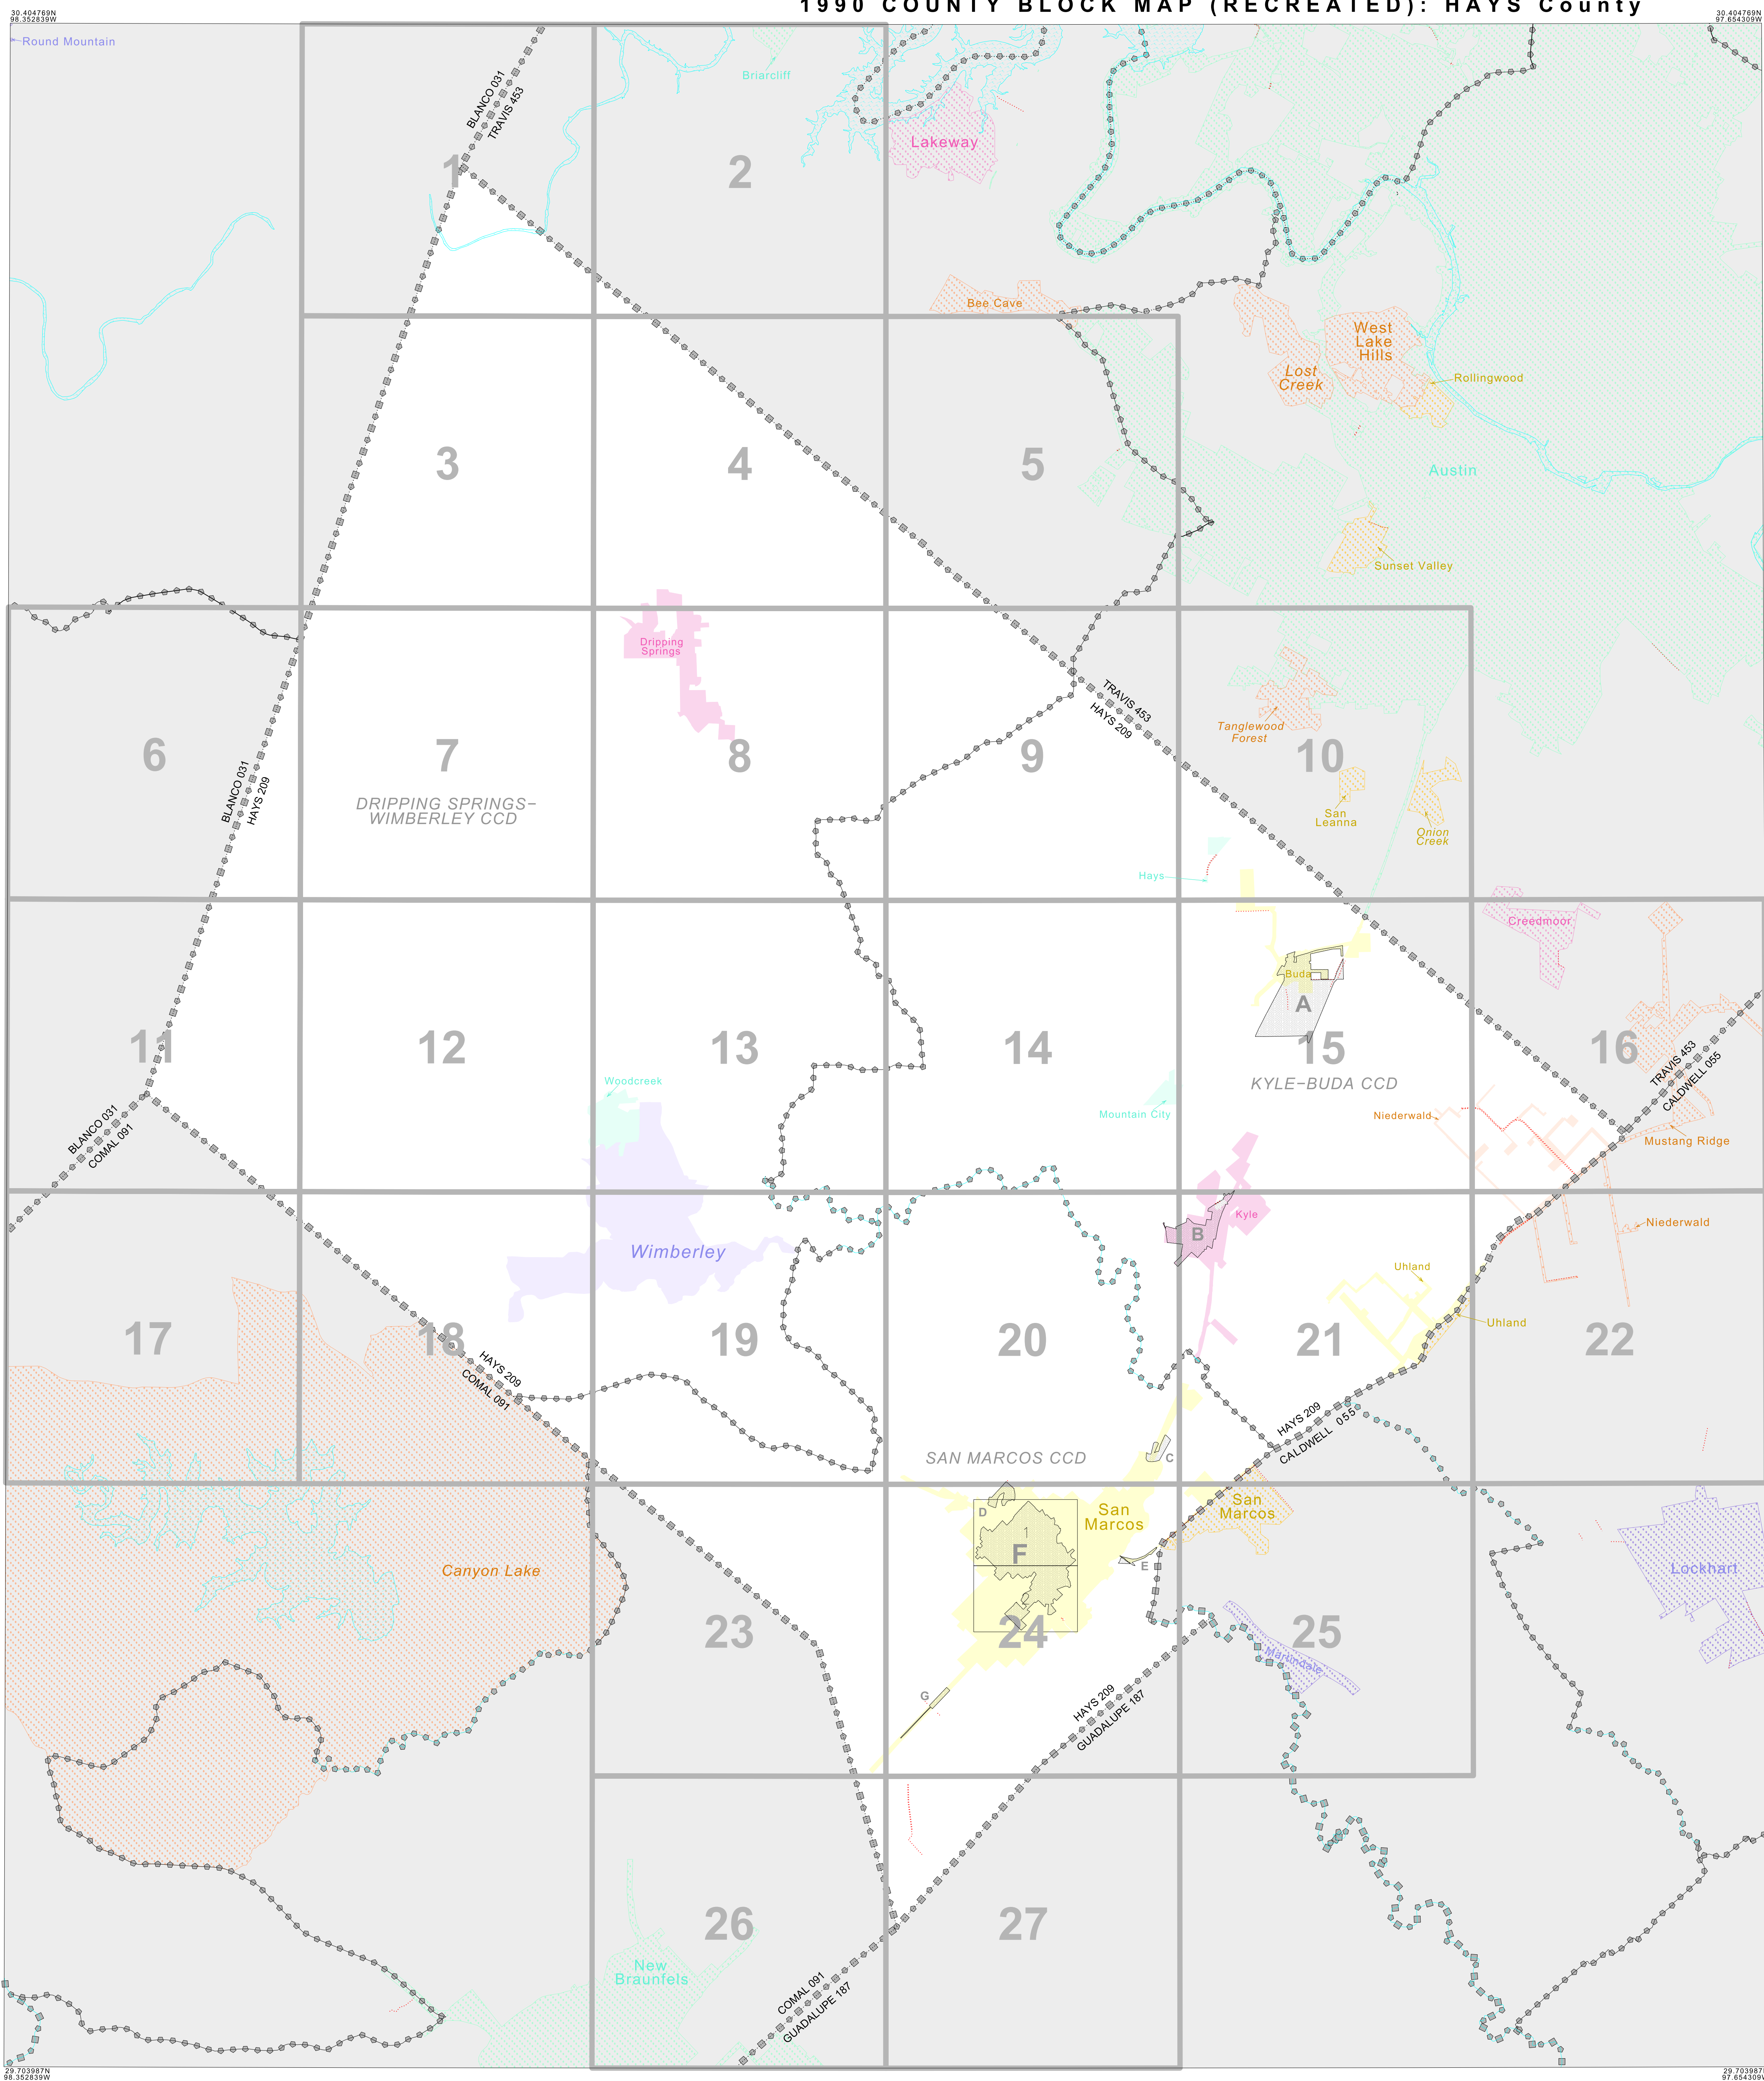 1990 COUNTY BLOCK MAP (RECREATED): HAYS County
30.404769N
98.352839W
30.404769N
97.654309W
Round Mountain
Briarcliff
BLANCO 031
TRAVIS 453
Lakeway
1
2
Bee Cave
West
Lake
Hills
Lost
Creek
Rollingwood
3
4
5
Austin
Sunset Valley
Dripping
Springs
TRAVIS 453
HAYS 209
Tanglewood
Forest
6
7
8
9
10
BLANCO 031
HAYS 209
DRIPPING SPRINGS-
WIMBERLEY CCD
San
Leanna
Onion
Creek
Hays
Creedmoor
Buda
A
11
12
13
14
15
16
TRAVIS 453
CALDWELL 055
Woodcreek
KYLE-BUDA CCD
Mountain City
Niederwald
Mustang Ridge
BLANCO 031
COMAL 091
Kyle
B
Niederwald
Wimberley
Uhland
Uhland
17
18
19
20
21
22
HAYS 209
COMAL 091
HAYS 209
CALDWELL 055
SAN MARCOS CCD
C
San
Marcos
San
Marcos
D
F
E
Canyon Lake
Lockhart
23
24
25
Martindale
G
HAYS 209
GUADALUPE 187
26
27
New
Braunfels
COMAL 091
GUADALUPE 187
29.703987N
98.352839W
29.703987N
97.654309W